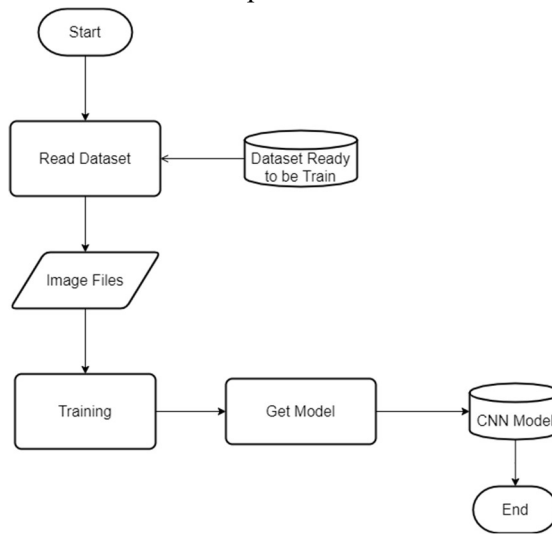 Start
Read Dataset
Dataset Ready
to be Train
Image Files
Training
Get Model
CNN Model
End